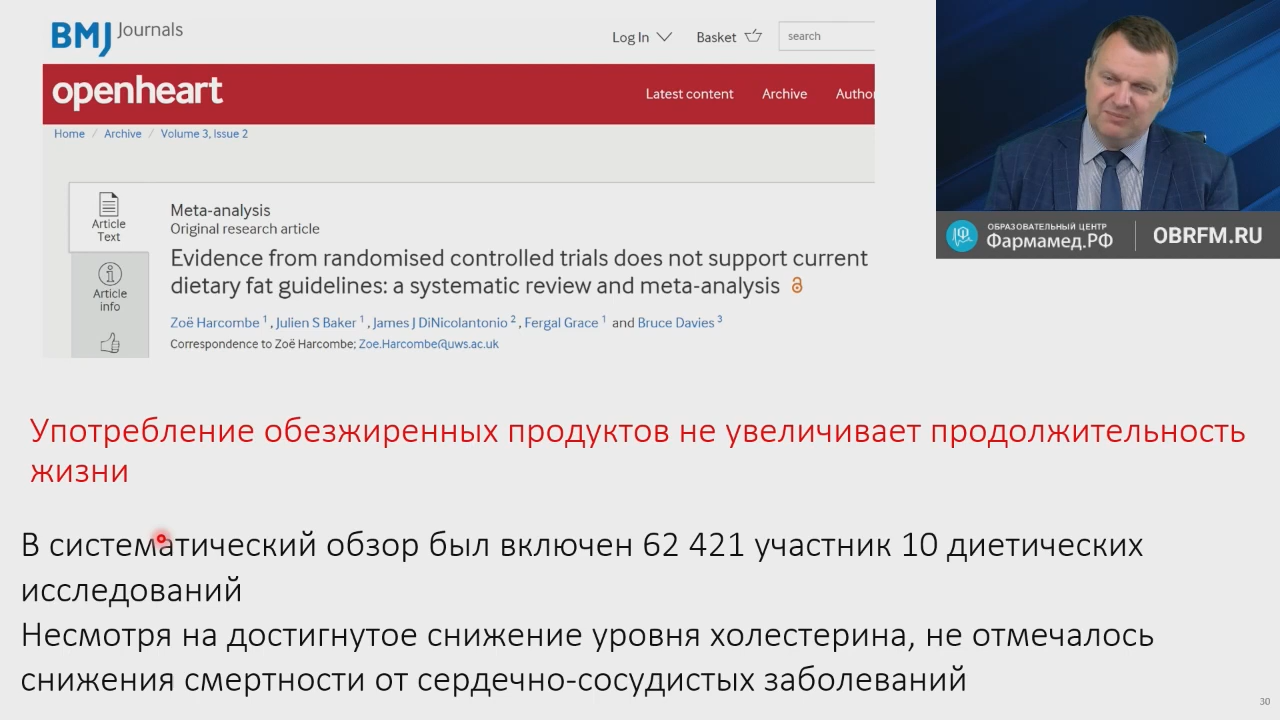 BMJ Journals
Log In
Basket
search
openheart
Latest content
Archive
Autho
Home / Archive / Volume 3, Issue 2
Article
Text
Article
info
Meta-analysis
Original research article
Evidence from randomised controlled trials does not support current
dietary fat guidelines: a systematic review and meta-analysis
Zoë Harcombe 1, Julien S Baker 1, James J DiNicolantonio 2, Fergal Grace 1 and Bruce Davies 3
Correspondence to Zoë Harcombe; Zoe.Harcombe@uws.ac.uk
ОБРАЗОВАТЕЛЬНЫЙ ЦЕНТР
Фармамед.РФ
OBRFM.RU
Употребление обезжиренных продуктов не увеличивает продолжительность
жизни
В систематический обзор был включен 62 421 участник 10 диетических
исследований
Несмотря на достигнутое снижение уровня холестерина, не отмечалось
снижения смертности от сердечно-сосудистых заболеваний
30